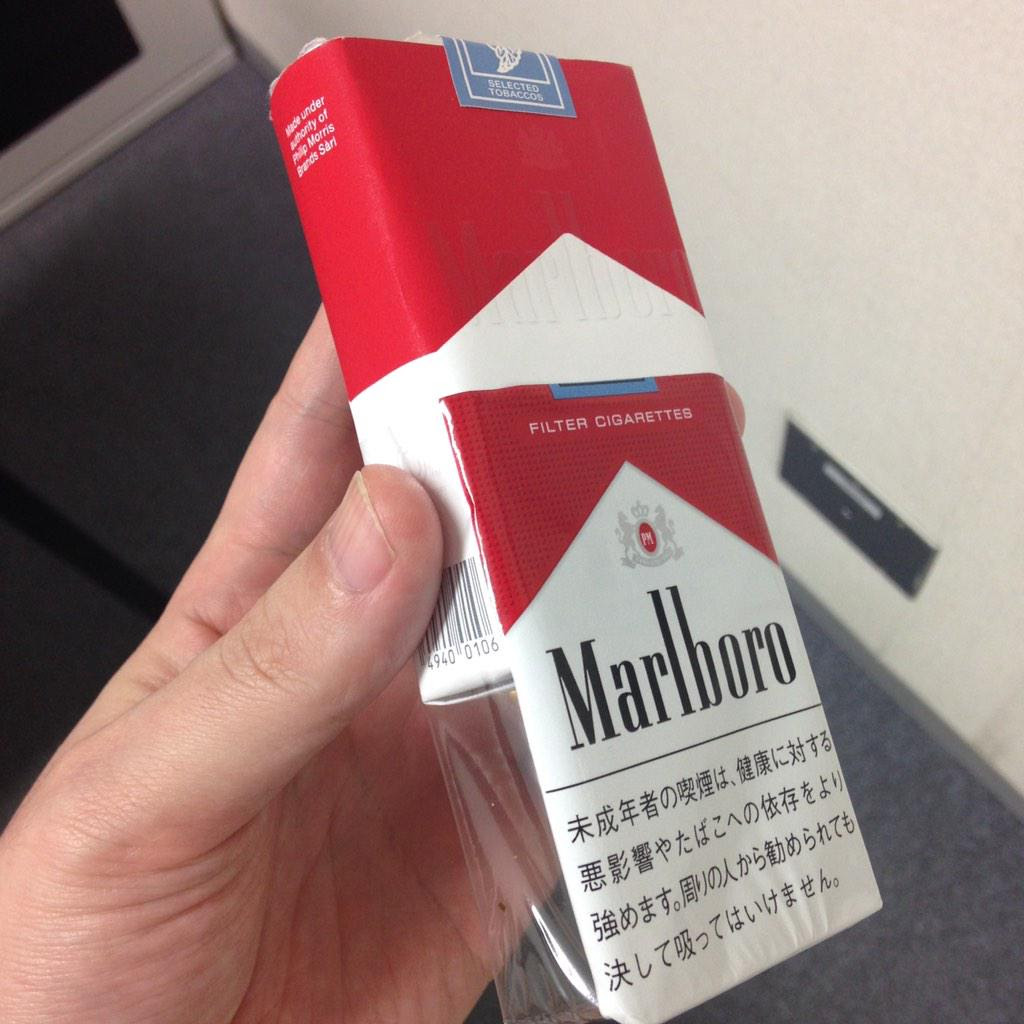 SELECTED
TOBACCOS
Made under
authority of
Philip Morris
Brands Sàrl
Marlboro
FILTER CIGARETTES
PM
Marlboro
4940 0106
未成年者の喫煙は、健康に対する
悪影響やたばこへの依存をより
強めます。周りの人から勧められても
決して吸ってはいけません。